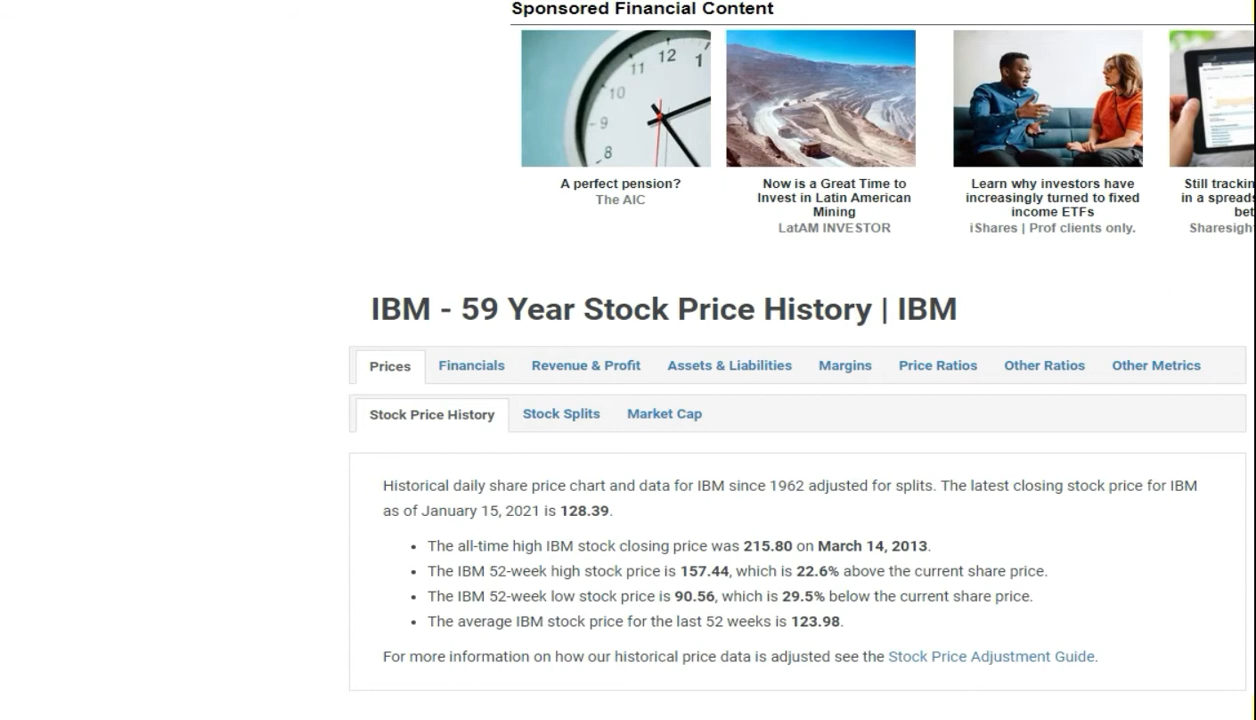 Sponsored Financial Content
12
1
11
10
9
8
A perfect pension?
The AIC
Now is a Great Time to
Invest in Latin American
Mining
LatAM INVESTOR
Learn why investors have
increasingly turned to fixed
income ETFs
iShares | Prof clients only.
Still
in a
IBM - 59 Year Stock Price History | IBM
Prices Financials Revenue & Profit Assets & Liabilities Margins Price Ratios Other Ratios Other Metrics
Stock Price History Stock Splits Market Cap
Historical daily share price chart and data for IBM since 1962 adjusted for splits. The latest closing stock price for IBM
as of January 15, 2021 is 128.39.
• The all-time high IBM stock closing price was 215.80 on March 14, 2013.
• The IBM 52-week high stock price is 157.44, which is 22.6% above the current share price.
• The IBM 52-week low stock price is 90.56, which is 29.5% below the current share price.
• The average IBM stock price for the last 52 weeks is 123.98.
For more information on how our historical price data is adjusted see the Stock Price Adjustment Guide.